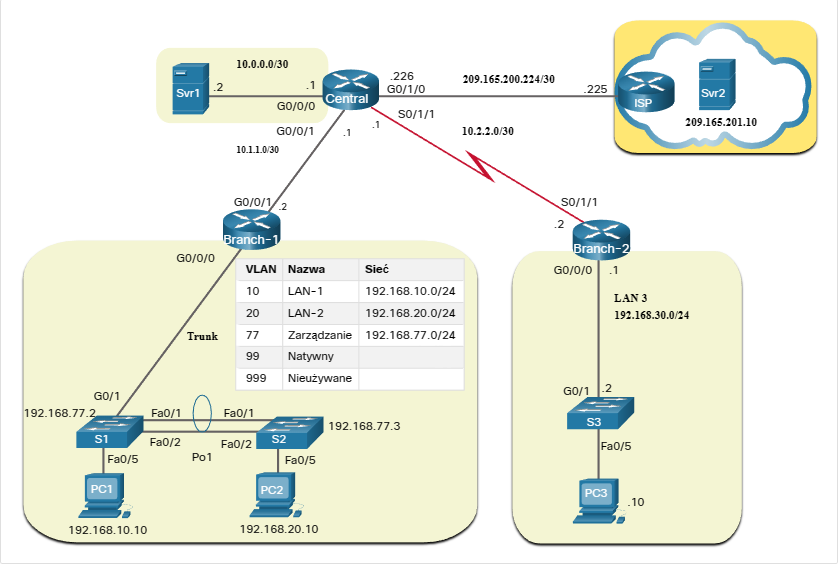 10.0.0.0/30
Svr1
.2
.1
G0/0/0
Central
.226
G0/1/0
209.165.200.224/30
.225
ISP
Svr2
209.165.201.10
G0/0/1
.1
.1
S0/1/1
10.1.1.0/30
10.2.2.0/30
G0/0/1
.2
Branch-1
S0/1/1
.2
Branch-2
G0/0/0
G0/0/0
.1
VLAN Nazwa Sieć
10 LAN-1 192.168.10.0/24
20 LAN-2 192.168.20.0/24
77 Zarządzanie 192.168.77.0/24
99 Natywny
999 Nieużywane
LAN 3
192.168.30.0/24
Trunk
G0/1
192.168.77.2
Fa0/1
Fa0/1
S1
Fa0/2
Fa0/2
S2
192.168.77.3
Po1
Fa0/5
Fa0/5
PC1
PC2
192.168.10.10
192.168.20.10
G0/1
.2
S3
Fa0/5
PC3
.10